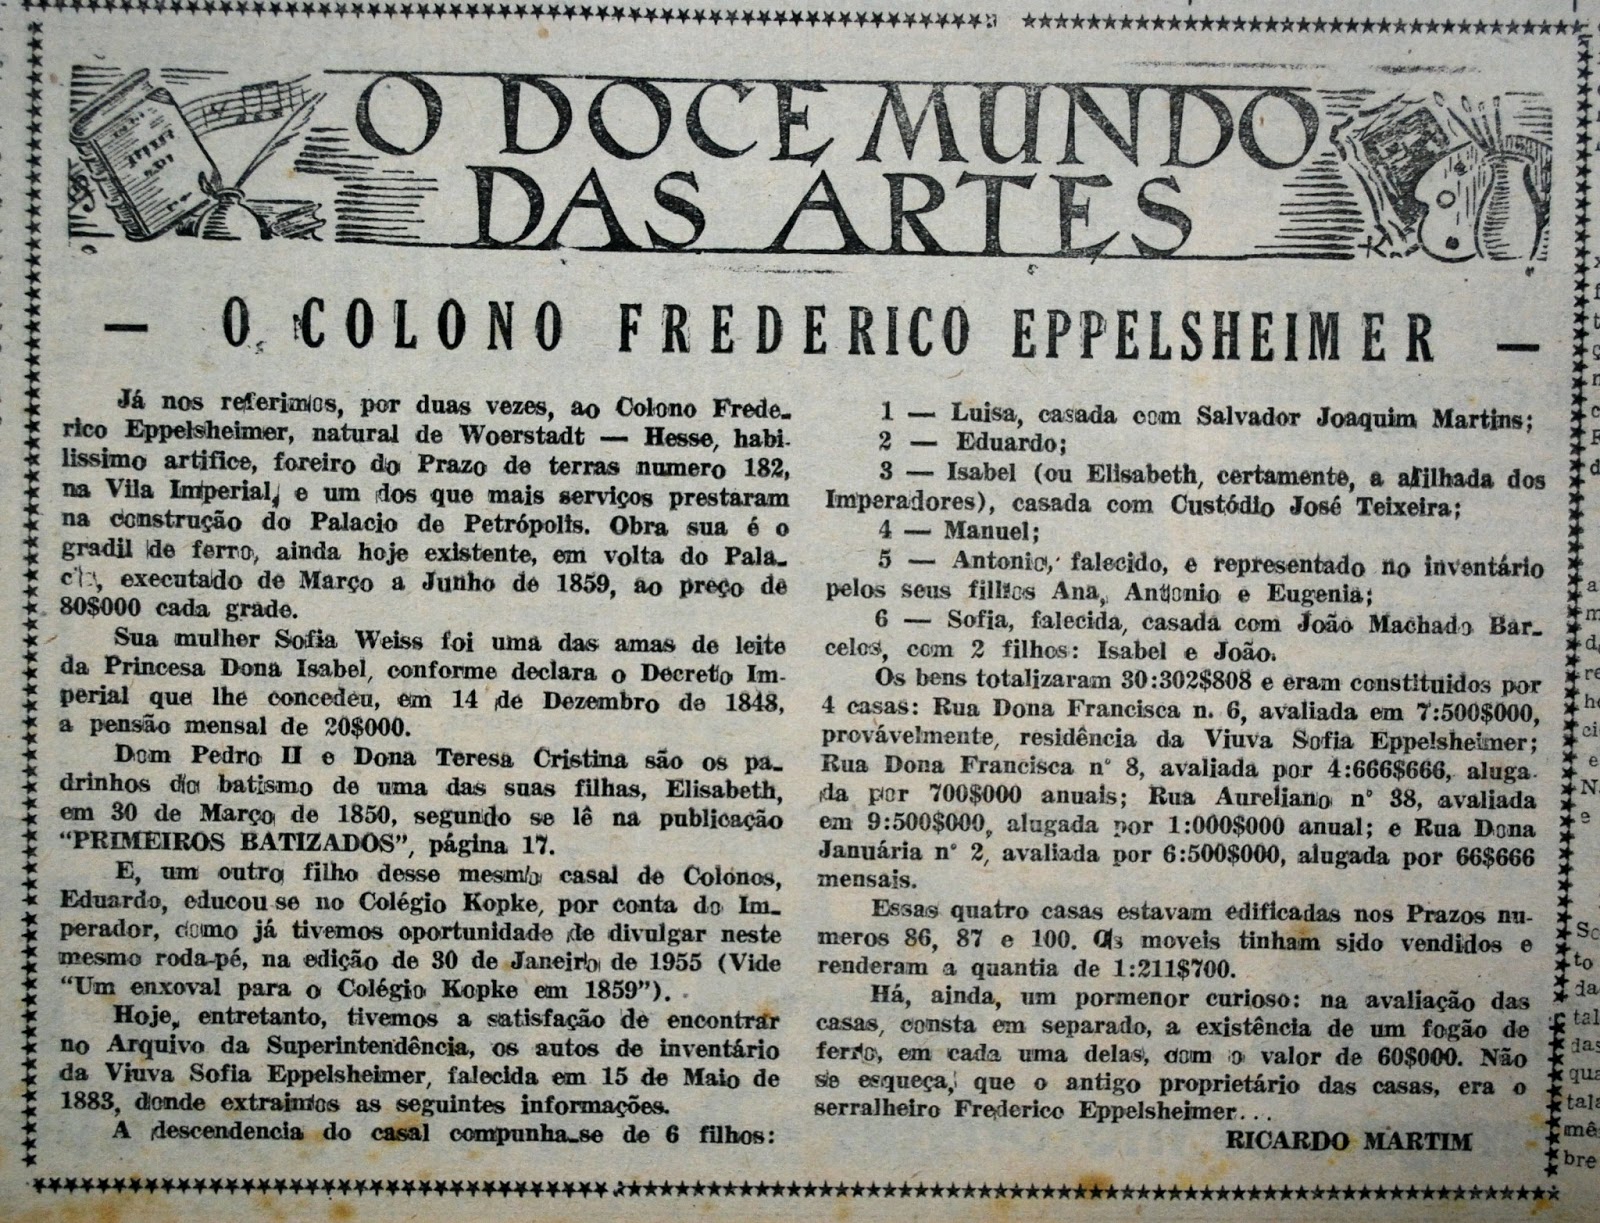 O DOCE MUNDO
DAS ARTES
— O COLONO FREDERICO EPPELSHEIMER —
Já nos referimos, por duas vezes, ao Colono Frede-
rico Eppelsheimer, natural de Woerstadt — Hesse, habi-
lissimo artifice, foreiro do Prazo de terras numero 182,
na Vila Imperial, e um dos que mais serviços prestaram
na construção do Palacio de Petrópolis. Obra sua é o
gradil de ferro, ainda hoje existente, em volta do Pala-
cio, executado de Março a Junho de 1859, ao preço de
80$000 cada grade.
Sua mulher Sofia Weiss foi uma das amas de leite
da Princesa Dona Isabel, conforme declara o Decreto Im-
perial que lhe concedeu, em 14 de Dezembro de 1848,
a pensão mensal de 20$000.
Dom Pedro II e Dona Teresa Cristina são os pa-
drinhos do batismo de uma das suas filhas, Elisabeth,
em 30 de Março de 1850, segundo se lê na publicação
"PRIMEIROS BATIZADOS", página 17.
E, um outro filho desse mesmo casal de Colonos,
Eduardo, educou-se no Colégio Kopke, por conta do Im-
perador, como já tivemos oportunidade de divulgar neste
mesmo roda-pé, na edição de 30 de Janeiro de 1955 (Vide
"Um enxoval para o Colégio Kopke em 1859").
Hoje, entretanto, tivemos a satisfação de encontrar
no Arquivo da Superintendência, os autos de inventário
da Viuva Sofia Eppelsheimer, falecida em 15 de Maio de
1883, donde extraimos as seguintes informações.
A descendencia do casal compunha-se de 6 filhos:
1 — Luisa, casada com Salvador Joaquim Martins;
2 — Eduardo;
3 — Isabel (ou Elisabeth, certamente, a afilhada dos
Imperadores), casada com Custódio José Teixeira;
4 — Manuel;
5 — Antonio, falecido, e representado no inventário
pelos seus filhos Ana, Antonio e Eugenia;
6 — Sofia, falecida, casada com João Machado Bar-
celos, com 2 filhos: Isabel e João.
Os bens totalizaram 30:302$808 e eram constituidos por
4 casas: Rua Dona Francisca n. 6, avaliada em 7:500$000,
provávelmente, residência da Viuva Sofia Eppelsheimer;
Rua Dona Francisca n° 8, avaliada por 4:666$666, aluga-
da por 700$000 anuais; Rua Aureliano n° 38, avaliada
em 9:500$000, alugada por 1:000$000 anual; e Rua Dona
Januária n° 2, avaliada por 6:500$000, alugada por 66$666
mensais.
Essas quatro casas estavam edificadas nos Prazos nu-
meros 86, 87 e 100. Os moveis tinham sido vendidos e
renderam a quantia de 1:211$700.
Há, ainda, um pormenor curioso: na avaliação das
casas, consta em separado, a existência de um fogão de
ferro, em cada uma delas, com o valor de 60$000. Não
se esqueça, que o antigo proprietário das casas, era o
serralheiro Frederico Eppelsheimer...
RICARDO MARTIM